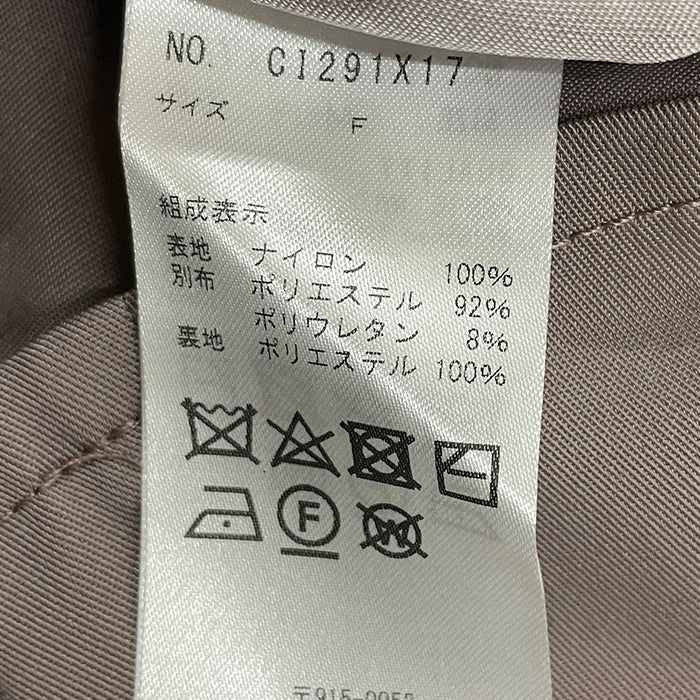 NO. CI291X17
サイズ F
組成表示
表地 ナイロン 100%
別布 ポリエステル 92%
ポリウレタン 8%
裏地 ポリエステル 100%
F
W